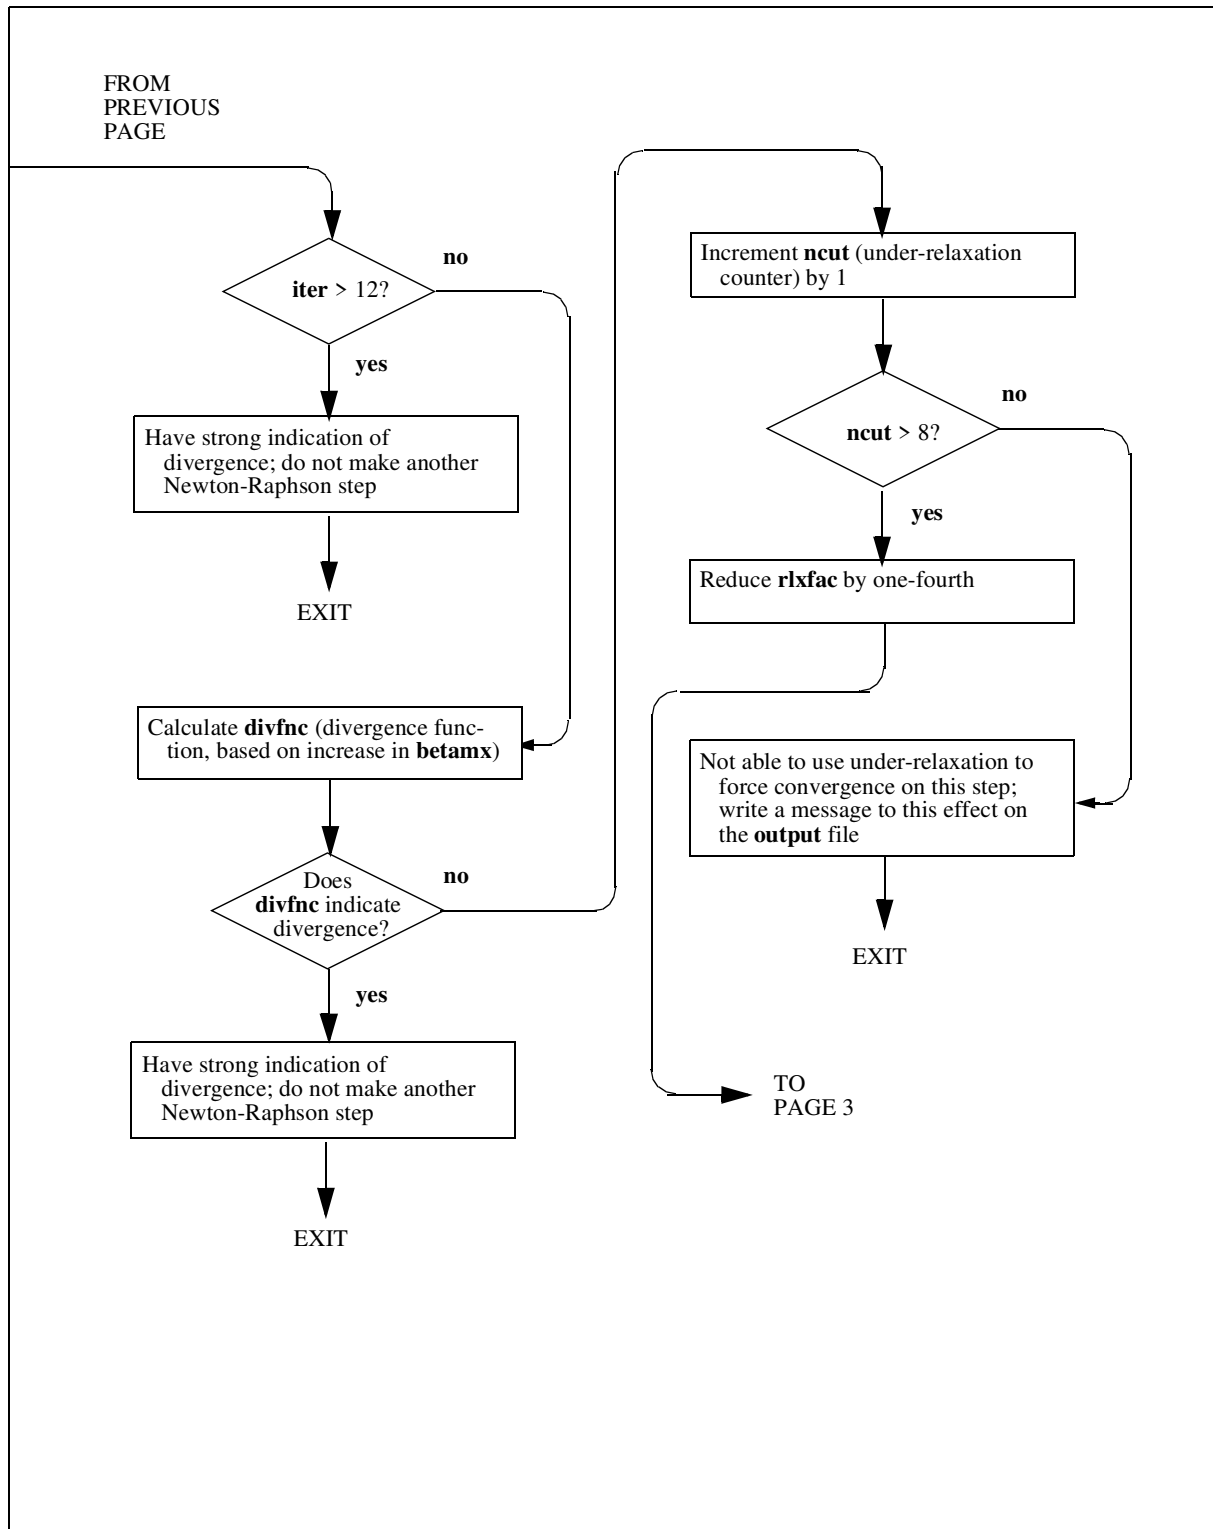 FROM
PREVIOUS
PAGE
iter > 12?
no
yes
Have strong indication of
divergence; do not make another
Newton-Raphson step
EXIT
Calculate divfnc (divergence func-
tion, based on increase in betamx)
Does
divfnc indicate
divergence?
no
yes
Have strong indication of
divergence; do not make another
Newton-Raphson step
EXIT
Increment ncut (under-relaxation
counter) by 1
ncut > 8?
no
yes
Reduce rlxfac by one-fourth
Not able to use under-relaxation to
force convergence on this step;
write a message to this effect on
the output file
EXIT
TO
PAGE 3